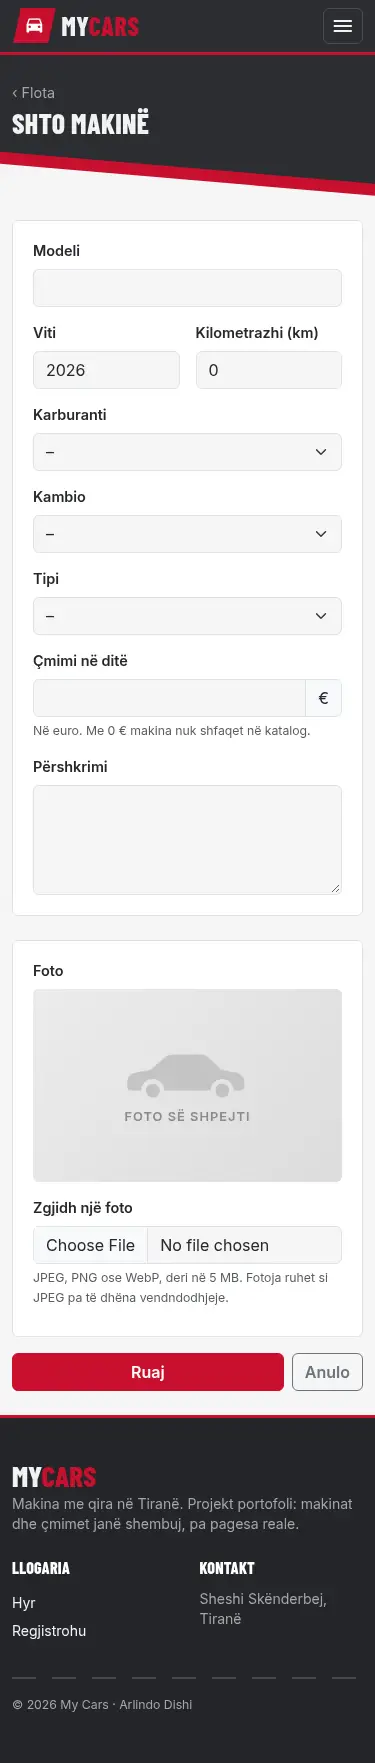 MYCARS
‹ Flota
SHTO MAKINË
Modeli
Viti
Kilometrazhi (km)
2026
0
Karburanti
–
Kambio
–
Tipi
–
Çmimi në ditë
€
Në euro. Me 0 € makina nuk shfaqet në katalog.
Përshkrimi
Foto
FOTO SË SHPEJTI
Zgjidh një foto
Choose File
No file chosen
JPEG, PNG ose WebP, deri në 5 MB. Fotoja ruhet si
JPEG pa të dhëna vendndodhjeje.
Ruaj
Anulo
MYCARS
Makina me qira në Tiranë. Projekt portofoli: makinat
dhe çmimet janë shembuj, pa pagesa reale.
LLOGARIA
Hyr
Regjistrohu
KONTAKT
Sheshi Skënderbej,
Tiranë
© 2026 My Cars · Arlindo Dishi